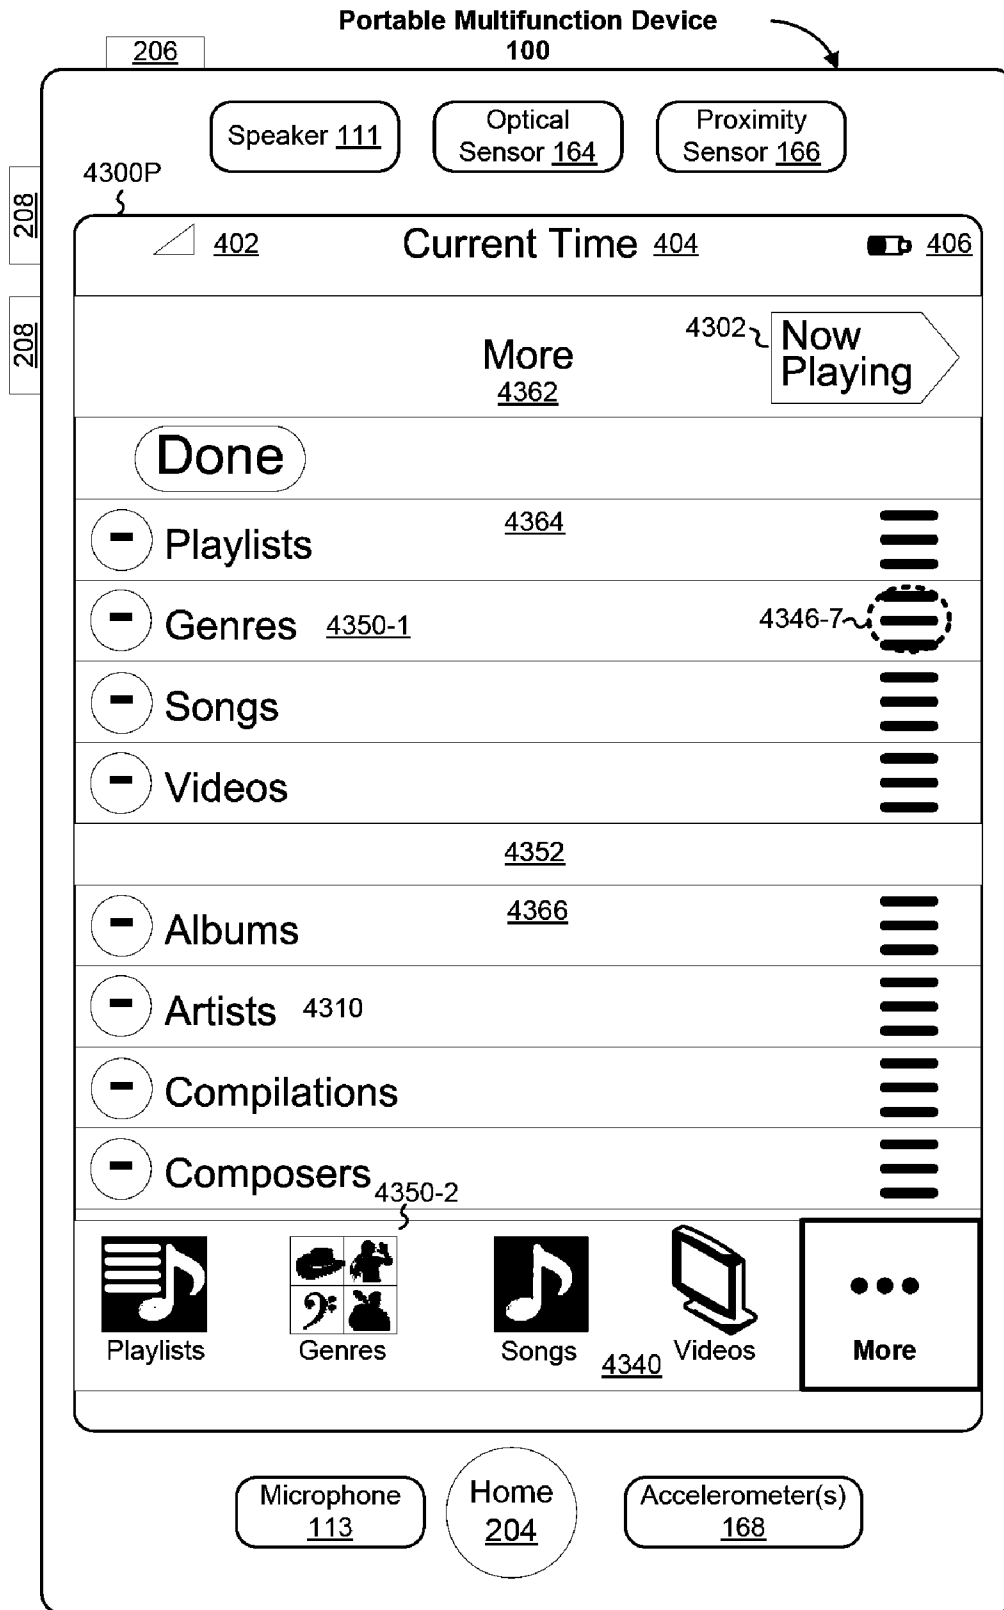 Portable Multifunction Device
100
206
Speaker 111
Optical
Sensor 164
Proximity
Sensor 166
4300P
208
402
Current Time 404
406
208
More
4362
4302
Now
Playing
Done
Playlists
4364
Genres 4350-1
4346-7
Songs
Videos
4352
Albums
4366
Artists 4310
Compilations
Composers
4350-2
Playlists
Genres
Songs
4340
Videos
More
Microphone
113
Home
204
Accelerometer(s)
168